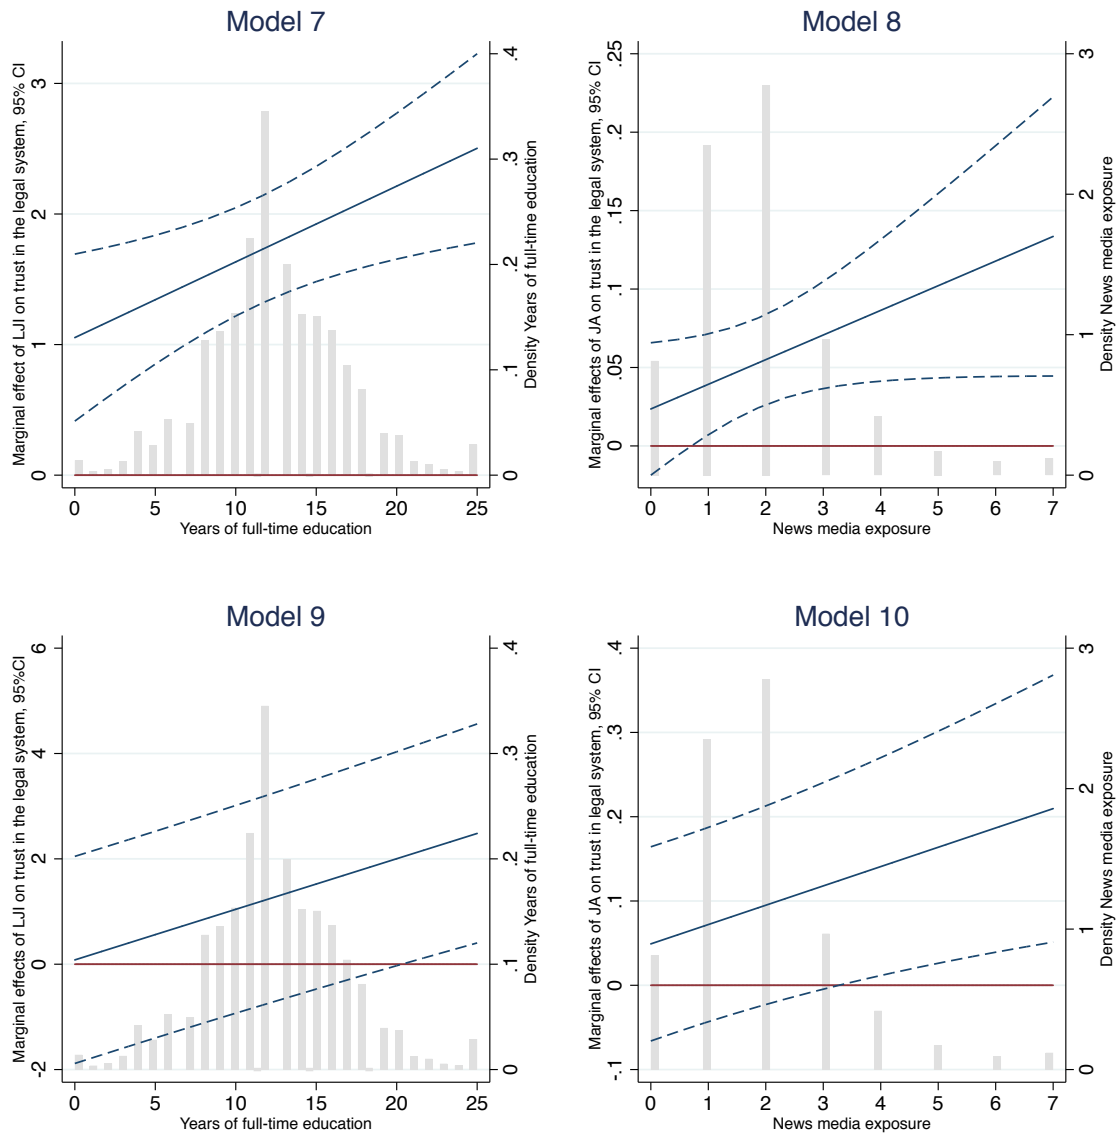 Model 7
Marginal effect of LJI on trust in the legal system, 95% CI
0 1 2 3
Density Years of full-time education
0 .1 .2 .3 .4
0 5 10 15 20 25
Years of full-time education
Model 8
Marginal effects of JA on trust in the legal system, 95% CI
0 .05 .1 .15 .2 .25
Density News media exposure
0 1 2 3
0 1 2 3 4 5 6 7
News media exposure
Model 9
Marginal effects of LJI on trust in the legal system, 95%CI
-2 0 2 4 6
Density Years of full-time education
0 .1 .2 .3 .4
0 5 10 15 20 25
Years of full-time education
Model 10
Marginal effects of JA on trust in legal system, 95% CI
-.1 0 .1 .2 .3 .4
Density News media exposure
0 1 2 3
0 1 2 3 4 5 6 7
News media exposure